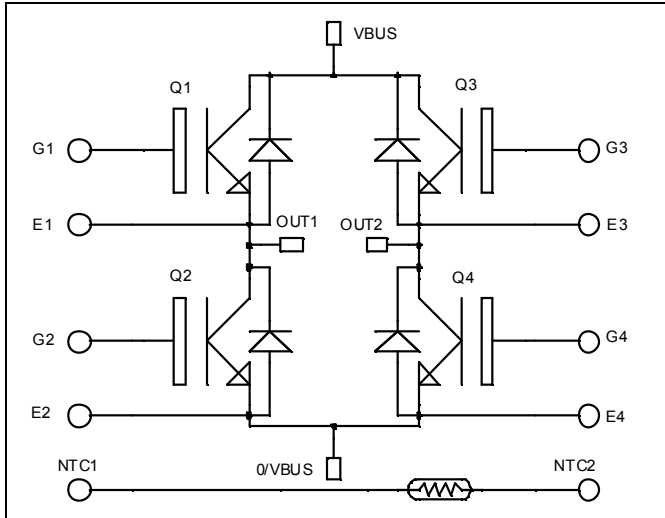 VBUS
Q1
Q3
G1
G3
E1
OUT1
OUT2
E3
Q2
Q4
G2
G4
E2
E4
NTC1
0/VBUS
NTC2